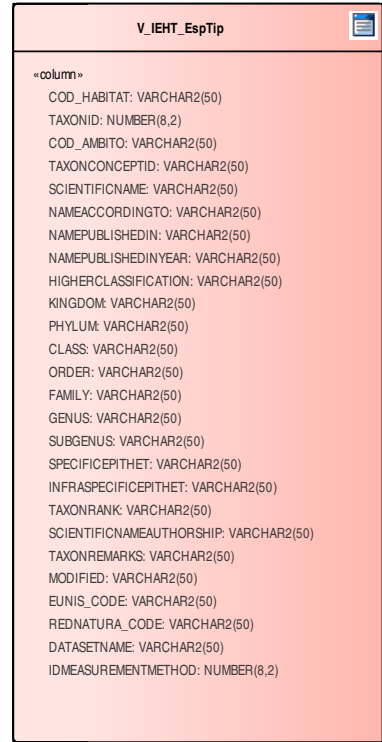 V_IEHT_EspTip
«column»
COD_HABITAT: VARCHAR2(50)
TAXONID: NUMBER(8,2)
COD_AMBITO: VARCHAR2(50)
TAXONCONCEPTID: VARCHAR2(50)
SCIENTIFICNAME: VARCHAR2(50)
NAMEACCORDINGTO: VARCHAR2(50)
NAMEPUBLISHEDIN: VARCHAR2(50)
NAMEPUBLISHEDINYEAR: VARCHAR2(50)
HIGHERCLASSIFICATION: VARCHAR2(50)
KINGDOM: VARCHAR2(50)
PHYLUM: VARCHAR2(50)
CLASS: VARCHAR2(50)
ORDER: VARCHAR2(50)
FAMILY: VARCHAR2(50)
GENUS: VARCHAR2(50)
SUBGENUS: VARCHAR2(50)
SPECIFICEPITHET: VARCHAR2(50)
INFRASPECIFICEPITHET: VARCHAR2(50)
TAXONRANK: VARCHAR2(50)
SCIENTIFICNAMEAUTHORSHIP: VARCHAR2(50)
TAXONREMARKS: VARCHAR2(50)
MODIFIED: VARCHAR2(50)
EUNIS_CODE: VARCHAR2(50)
REDNATURA_CODE: VARCHAR2(50)
DATASETNAME: VARCHAR2(50)
IDMEASUREMENTMETHOD: NUMBER(8,2)